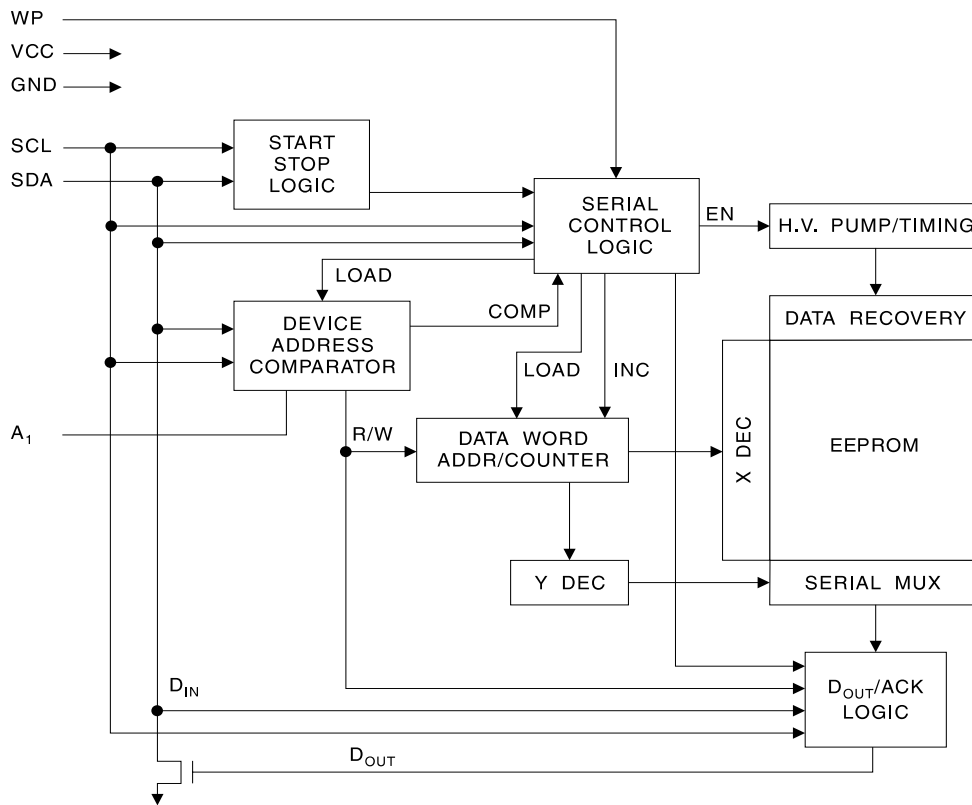 WP
VCC
GND
SCL
SDA
START
STOP
LOGIC
SERIAL
CONTROL
LOGIC
EN
H.V. PUMP/TIMING
LOAD
COMP
DATA RECOVERY
DEVICE
ADDRESS
COMPARATOR
LOAD
INC
A1
R/W
DATA WORD
ADDR/COUNTER
X DEC
EEPROM
Y DEC
SERIAL MUX
DIN
DOUT/ACK
LOGIC
DOUT